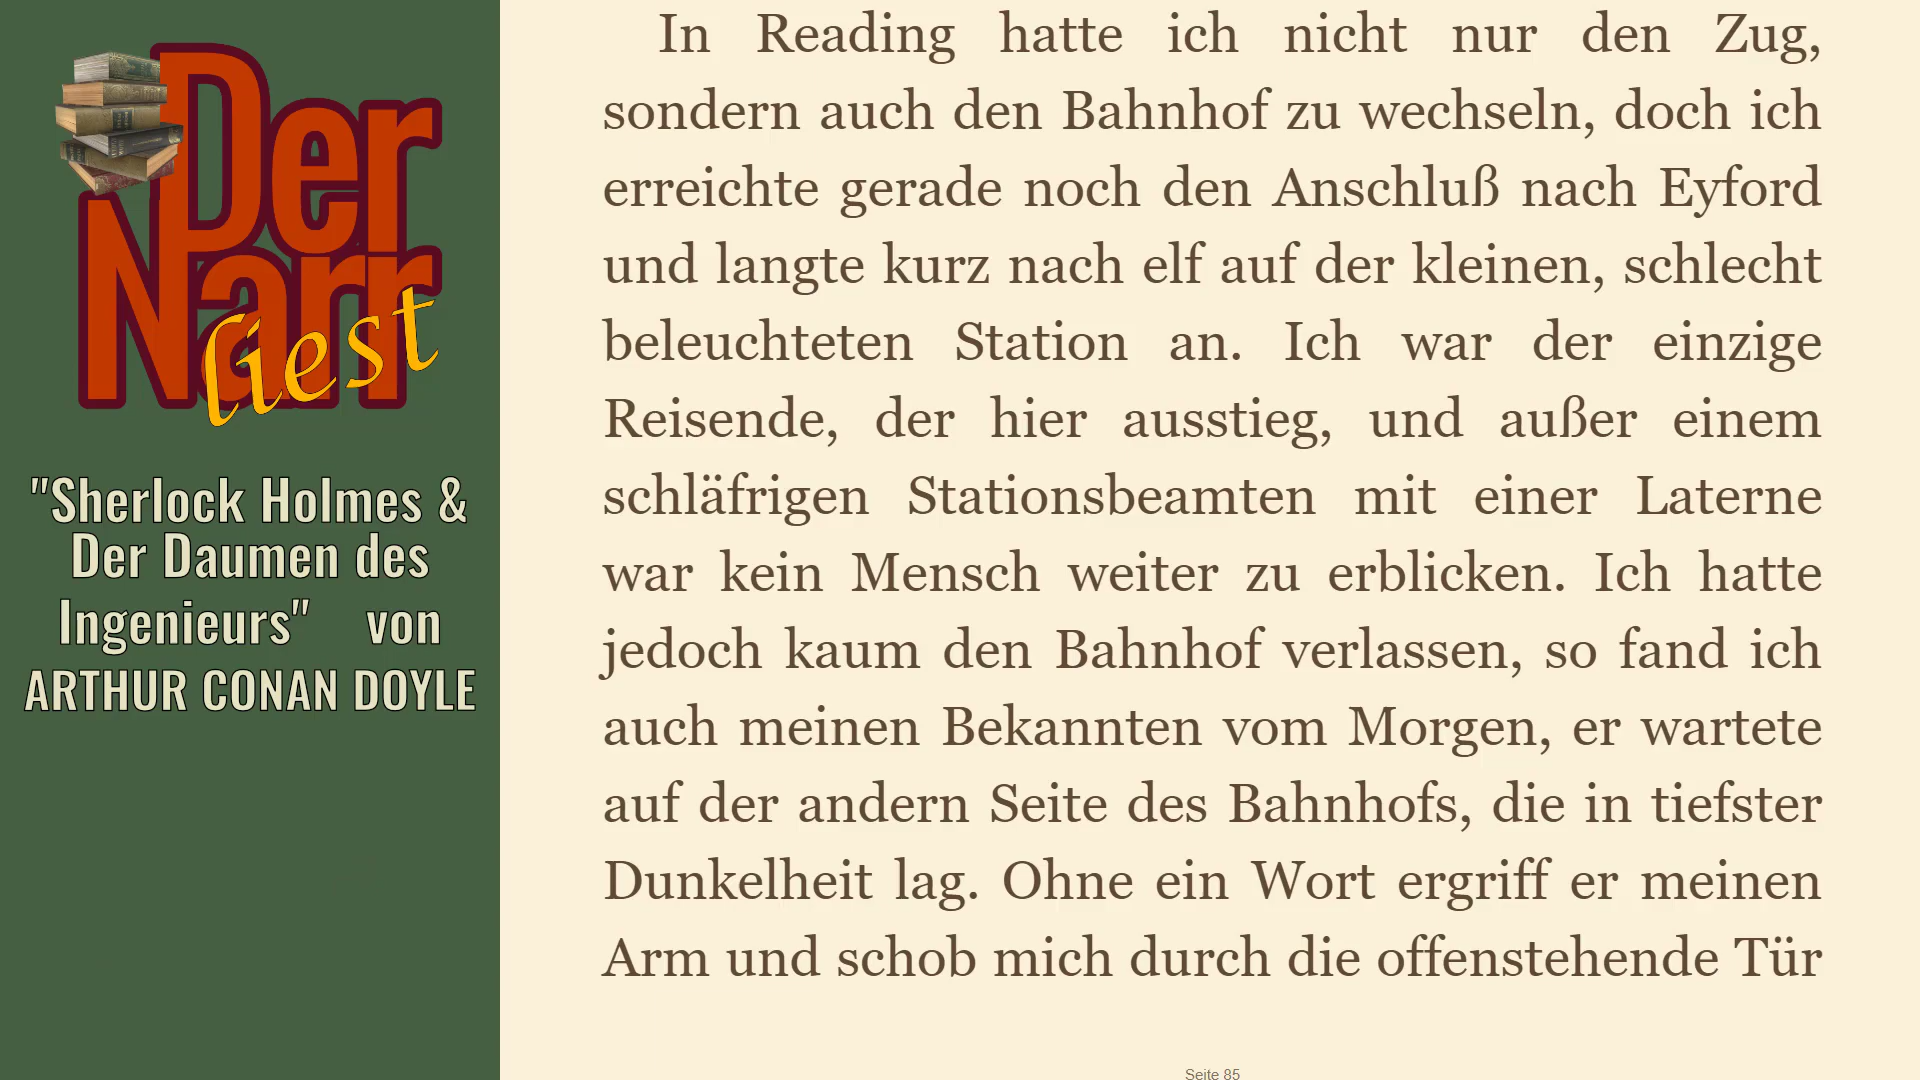 Der
Narr
liest
"Sherlock Holmes &
Der Daumen des
Ingenieurs" von
ARTHUR CONAN DOYLE
In Reading hatte ich nicht nur den Zug,
sondern auch den Bahnhof zu wechseln, doch ich
erreichte gerade noch den Anschluß nach Eyford
und langte kurz nach elf auf der kleinen, schlecht
beleuchteten Station an. Ich war der einzige
Reisende, der hier ausstieg, und außer einem
schläfrigen Stationsbeamten mit einer Laterne
war kein Mensch weiter zu erblicken. Ich hatte
jedoch kaum den Bahnhof verlassen, so fand ich
auch meinen Bekannten vom Morgen, er wartete
auf der andern Seite des Bahnhofs, die in tiefster
Dunkelheit lag. Ohne ein Wort ergriff er meinen
Arm und schob mich durch die offenstehende Tür
Seite 85